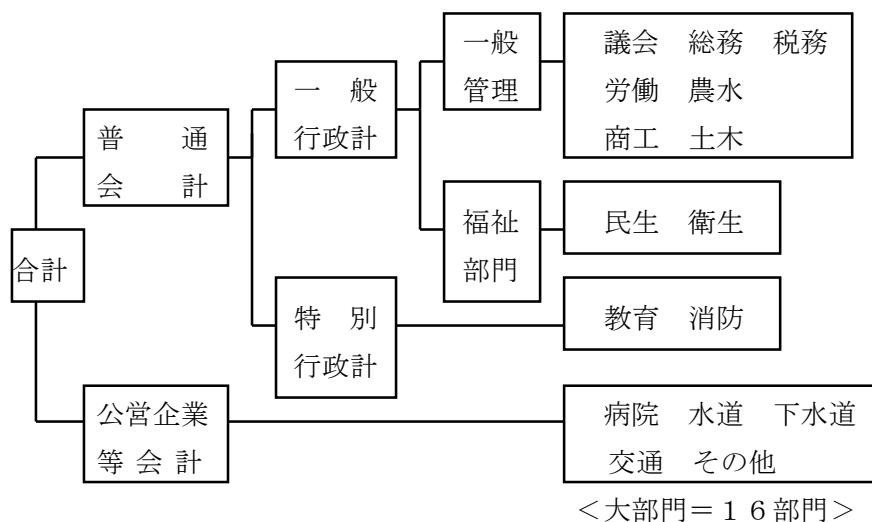 合計
普　通
会　計
一　般
行政計
一般
管理
議会　総務　税務
労働　農水
商工　土木
福祉
部門
民生　衛生
特　別
行政計
教育　消防
公営企業
等 会 計
病院　水道　下水道
交通　その他
＜大部門＝１６部門＞